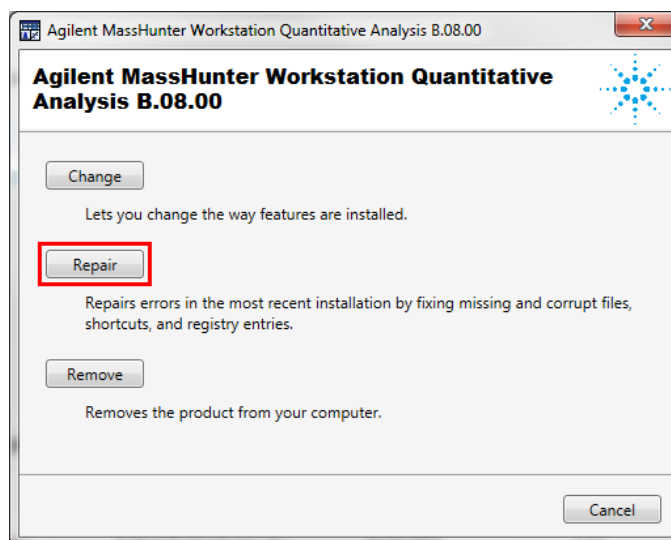 Agilent MassHunter Workstation Quantitative Analysis B.08.00
Agilent MassHunter Workstation Quantitative
Analysis B.08.00
Change
Lets you change the way features are installed.
Repair
Repairs errors in the most recent installation by fixing missing and corrupt files,
shortcuts, and registry entries.
Remove
Removes the product from your computer.
Cancel